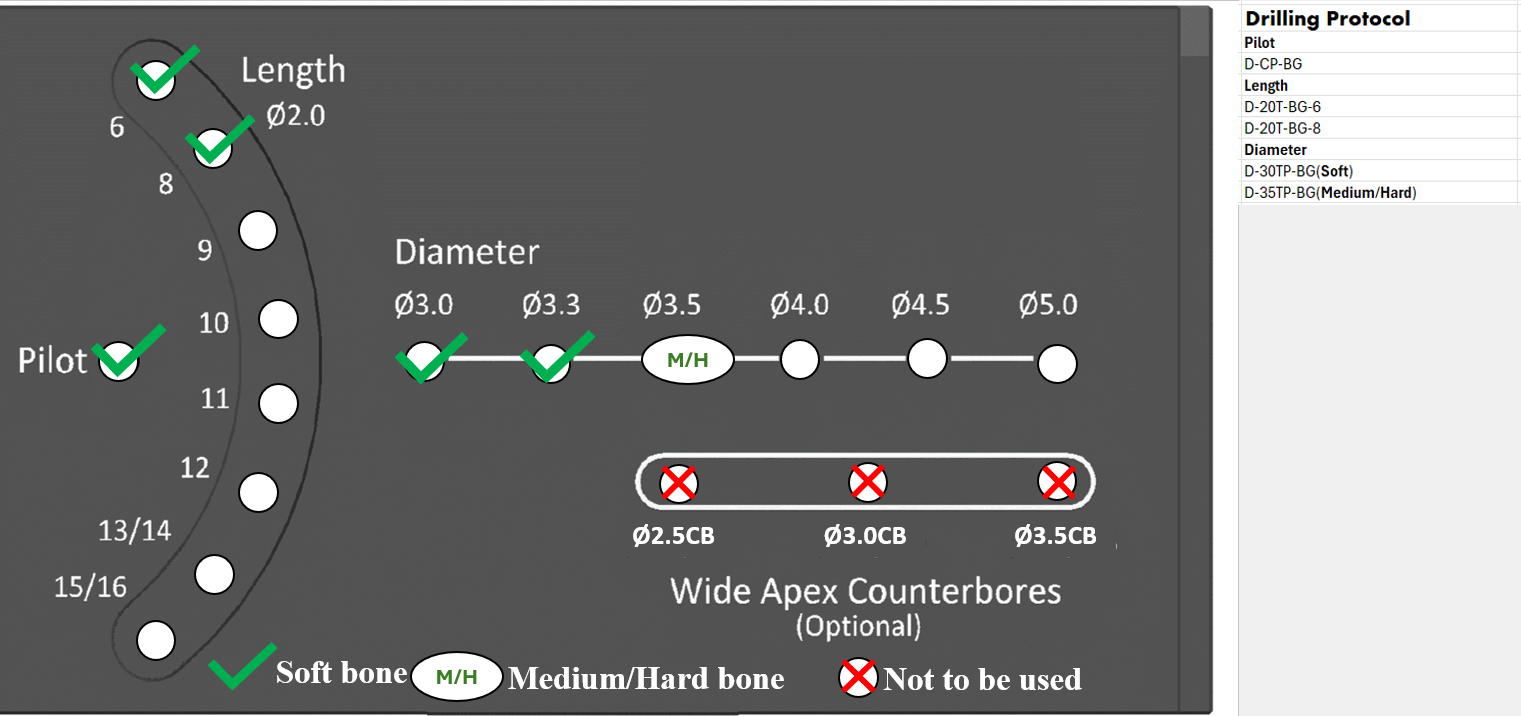 Length
Ø2.0
6
8
9
10
11
12
13/14
15/16
Pilot
Diameter
Ø3.0 Ø3.3 Ø3.5 Ø4.0 Ø4.5 Ø5.0
M/H
Ø2.5CB Ø3.0CB Ø3.5CB
Wide Apex Counterbores
(Optional)
Soft bone M/H Medium/Hard bone Not to be used
Drilling Protocol
Pilot
D-CP-BG
Length
D-20T-BG-6
D-20T-BG-8
Diameter
D-30TP-BG(Soft)
D-35TP-BG(Medium/Hard)